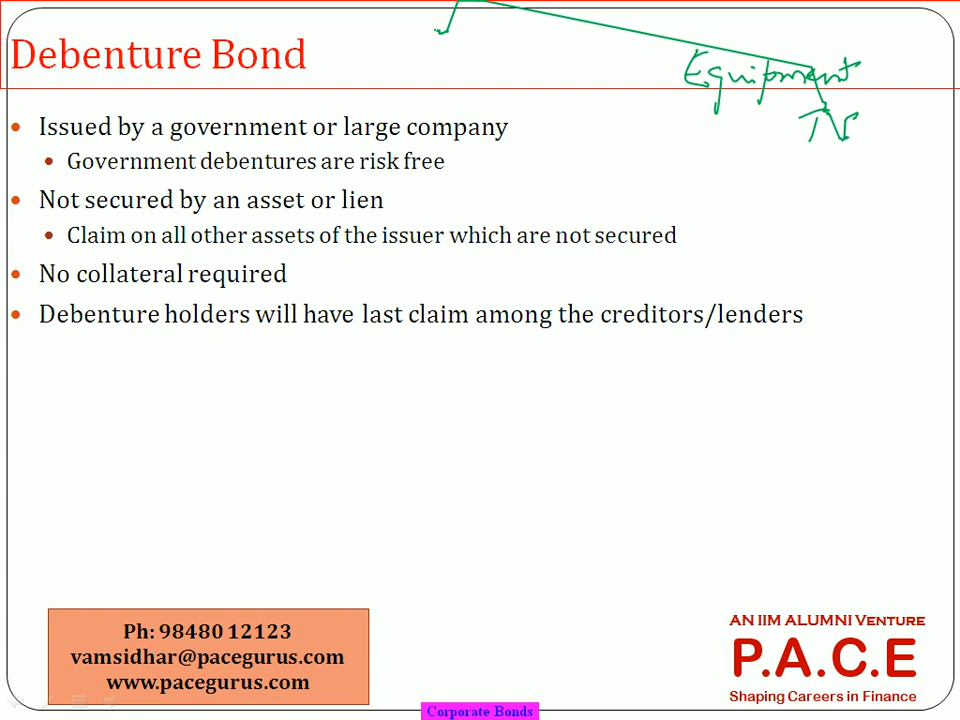 Debenture Bond
Equipment
Issued by a government or large company
Government debentures are risk free
Not secured by an asset or lien
Claim on all other assets of the issuer which are not secured
No collateral required
Debenture holders will have last claim among the creditors/lenders
Ph: 98480 12123
vamsidhar@pacegurus.com
www.pacegurus.com
AN IIM ALUMNI VENTURE
P.A.C.E
Shaping Careers in Finance
Corporate Bonds